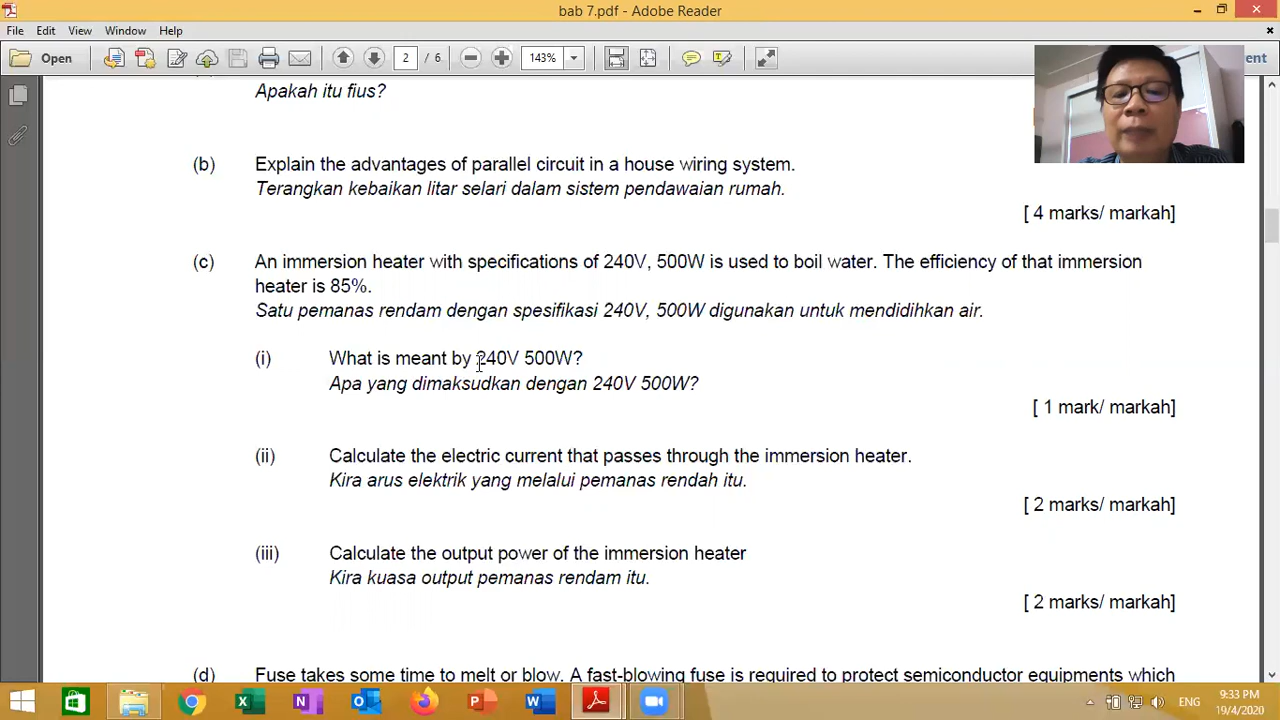 bab 7.pdf - Adobe Reader
File Edit View Window Help
Open 2 / 6 143%
Apakah itu fius?
(b) Explain the advantages of parallel circuit in a house wiring system.
Terangkan kebaikan litar selari dalam sistem pendawaian rumah.
[ 4 marks/ markah]
(c) An immersion heater with specifications of 240V, 500W is used to boil water. The efficiency of that immersion
heater is 85%.
Satu pemanas rendam dengan spesifikasi 240V, 500W digunakan untuk mendidihkan air.
(i) What is meant by 240V 500W?
Apa yang dimaksudkan dengan 240V 500W?
[ 1 mark/ markah]
(ii) Calculate the electric current that passes through the immersion heater.
Kira arus elektrik yang melalui pemanas rendah itu.
[ 2 marks/ markah]
(iii) Calculate the output power of the immersion heater
Kira kuasa output pemanas rendam itu.
[ 2 marks/ markah]
(d) Fuse takes some time to melt or blow. A fast-blowing fuse is required to protect semiconductor equipments which
ENG
9:33 PM
19/4/2020